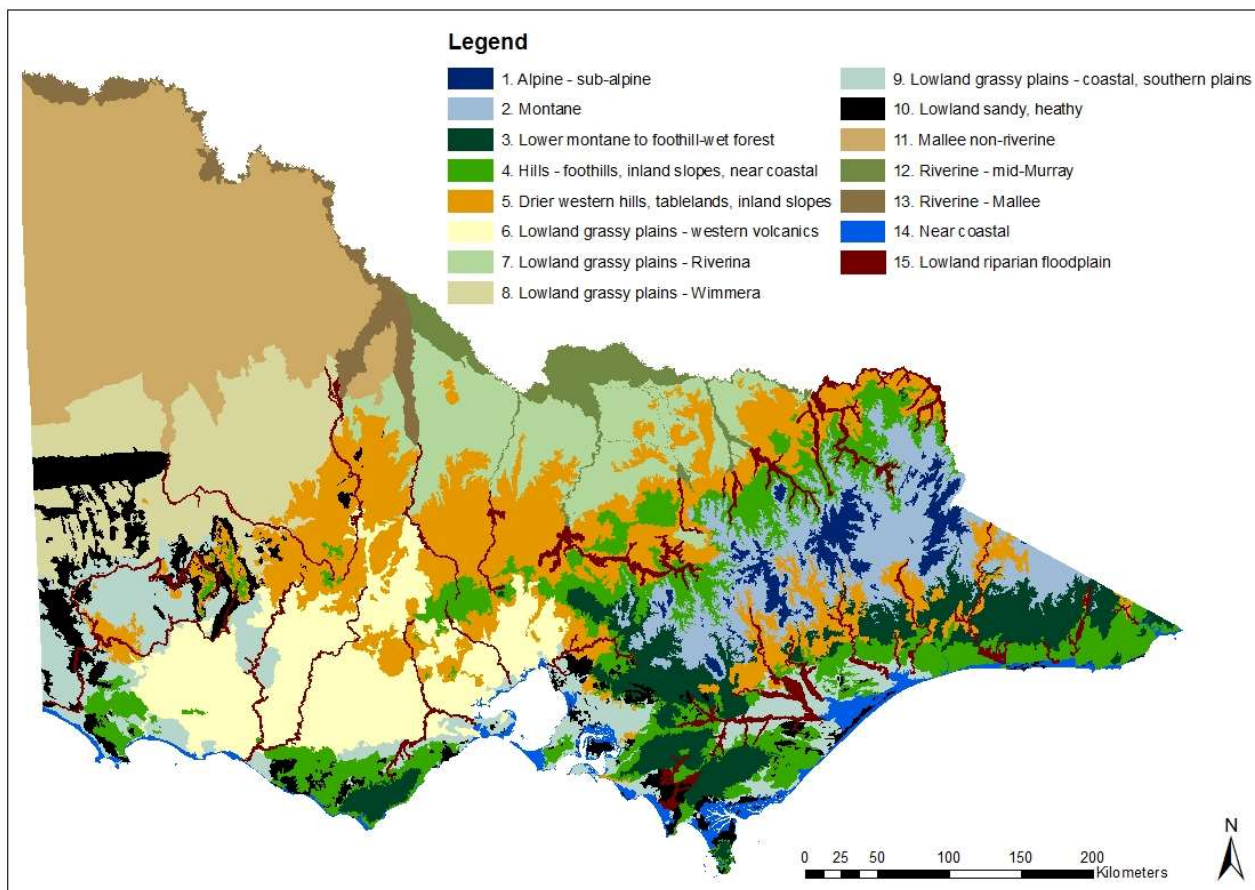 Legend
1. Alpine - sub-alpine
2. Montane
3. Lower montane to foothill-wet forest
4. Hills - foothills, inland slopes, near coastal
5. Drier western hills, tablelands, inland slopes
6. Lowland grassy plains - western volcanics
7. Lowland grassy plains - Riverina
8. Lowland grassy plains - Wimmera
9. Lowland grassy plains - coastal, southern plains
10. Lowland sandy, heathy
11. Mallee non-riverine
12. Riverine - mid-Murray
13. Riverine - Mallee
14. Near coastal
15. Lowland riparian floodplain
N
0 25 50 100 150 200
Kilometers